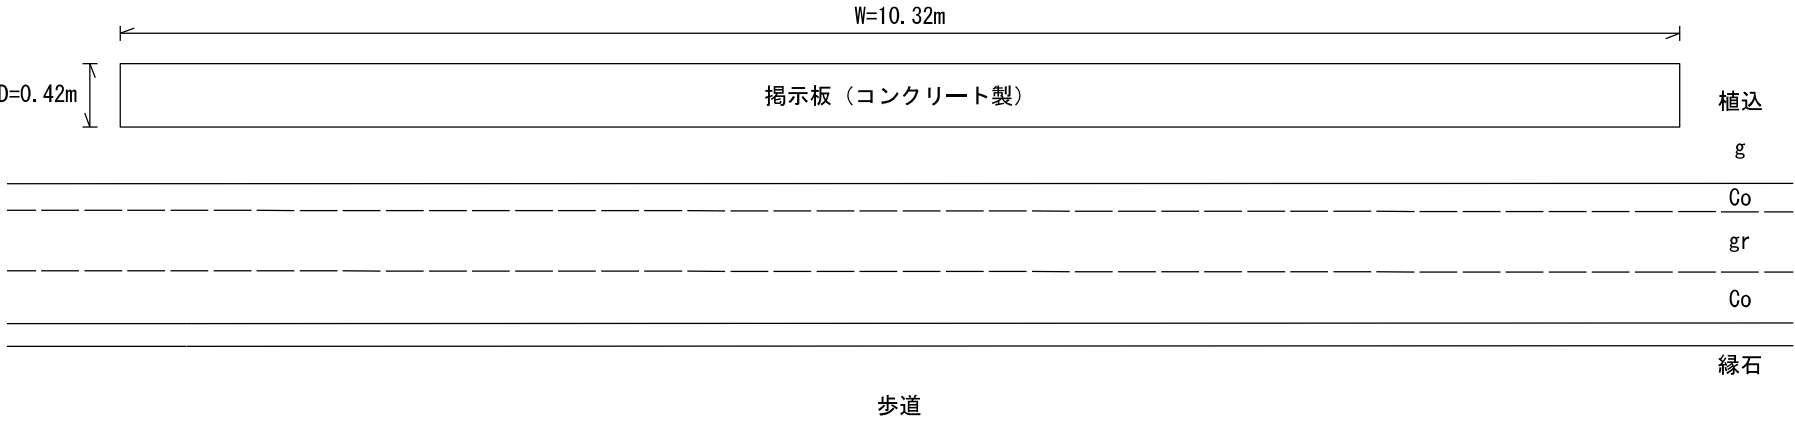 W=10.32m
D=0.42m
掲示板（コンクリート製）
植込
g
Co
gr
Co
縁石
歩道